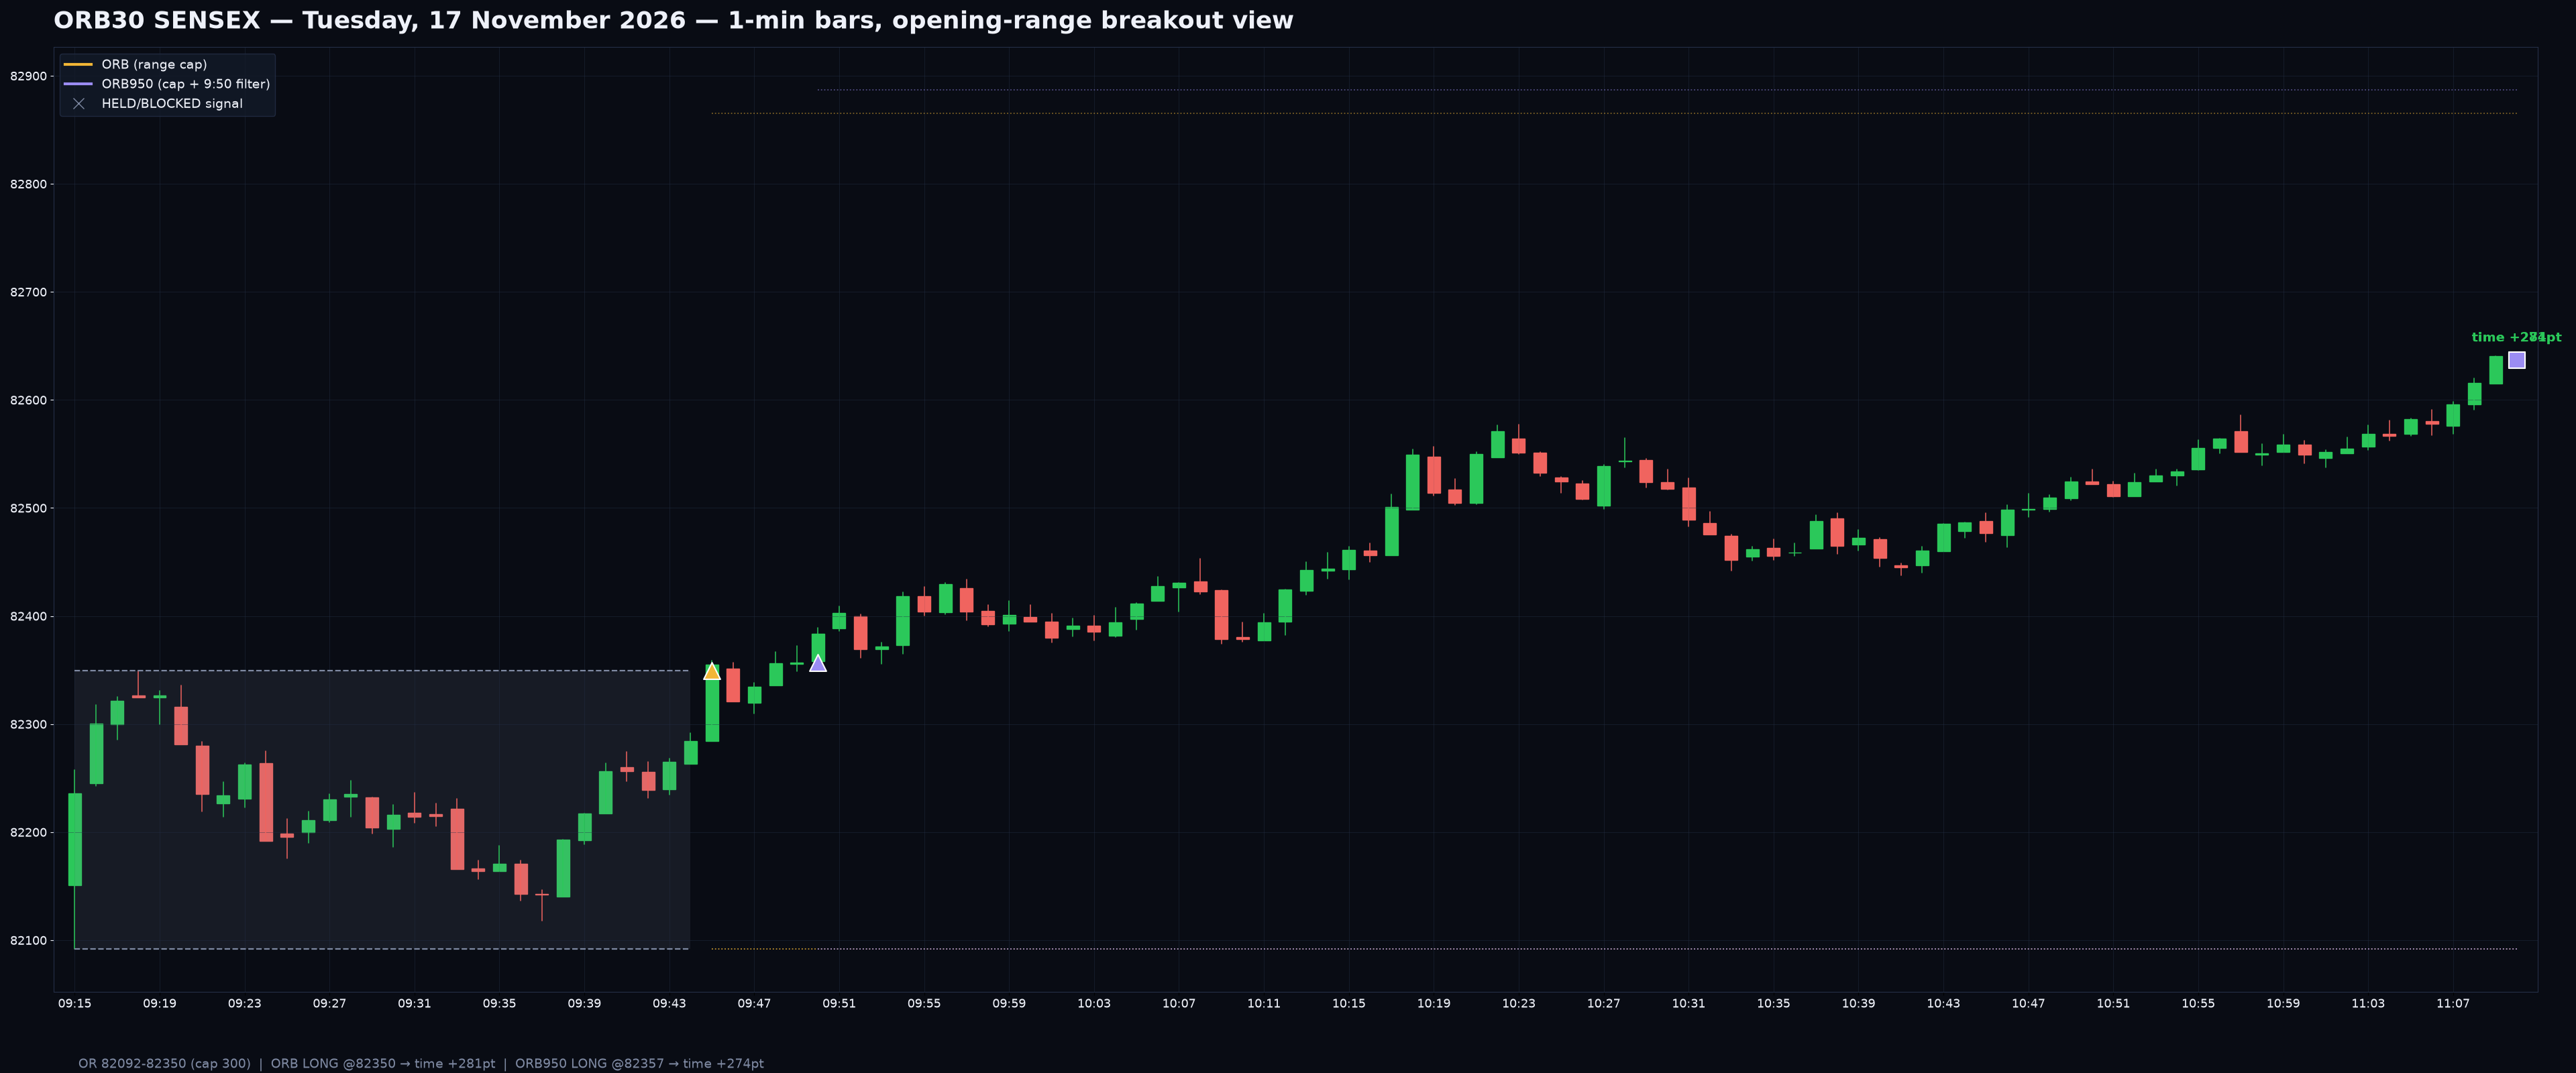 ORB30 SENSEX — Tuesday, 17 November 2026 — 1-min bars, opening-range breakout view
ORB (range cap)
ORB950 (cap + 9:50 filter)
HELD/BLOCKED signal
82900
82800
82700
82600
82500
82400
82300
82200
82100
time
09:15 09:19 09:23 09:27 09:31 09:35 09:39 09:43 09:47 09:51 09:55 09:59 10:03 10:07 10:11 10:15 10:19 10:23 10:27 10:31 10:35 10:39 10:43 10:47 10:51 10:55 10:59 11:03 11:07
OR 82092-82350 (cap 300) | ORB LONG @82350 → time +281pt | ORB950 LONG @82357 → time +274pt